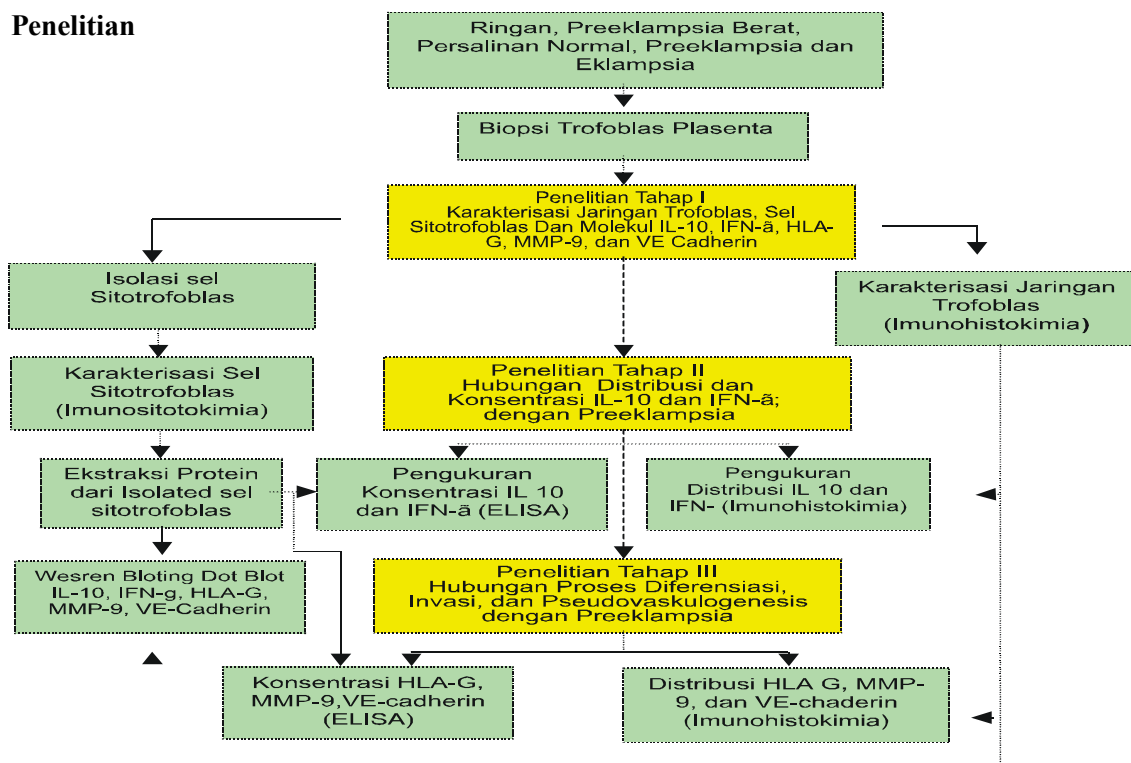 Penelitian
Ringan, Preeklampsia Berat,
Persalinan Normal, Preeklampsia dan
Eklampsia
Biopsi Trofoblas Plasenta
Penelitian Tahap I
Karakterisasi Jaringan Trofoblas, Sel
Sitotrofoblas Dan Molekul IL-10, IFN-ã, HLA-
G, MMP-9, dan VE Cadherin
Isolasi sel
Sitotrofoblas
Karakterisasi Jaringan
Trofoblas
(Imunohistokimia)
Karakterisasi Sel
Sitotrofoblas
(Imunositotokimia)
Penelitian Tahap II
Hubungan Distribusi dan
Konsentrasi IL-10 dan IFN-ã;
dengan Preeklampsia
Ekstraksi Protein
dari Isolated sel
sitotrofoblas
Pengukuran
Konsentrasi IL 10
dan IFN-ã (ELISA)
Pengukuran
Distribusi IL 10 dan
IFN- (Imunohistokimia)
Wesren Bloting Dot Blot
IL-10, IFN-g, HLA-G,
MMP-9, VE-Cadherin
Penelitian Tahap III
Hubungan Proses Diferensiasi,
Invasi, dan Pseudovaskulogenesis
dengan Preeklampsia
Konsentrasi HLA-G,
MMP-9,VE-cadherin
(ELISA)
Distribusi HLA G, MMP-
9, dan VE-chaderin
(Imunohistokimia)